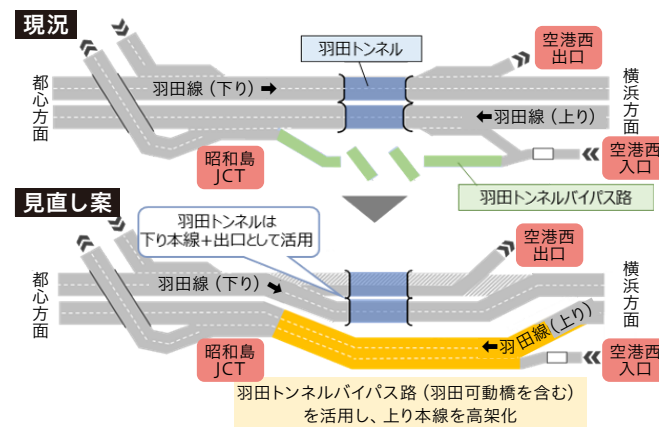 現況
羽田トンネル
空港西
出口
都心方面
羽田線（下り）➡
横浜方面
⬅羽田線（上り）
昭和島
JCT
空港西
入口
羽田トンネルバイパス路
見直し案
羽田トンネルは
下り本線+出口として活用
空港西
出口
都心方面
羽田線（下り）➡
横浜方面
⬅羽田線（上り）
昭和島
JCT
空港西
入口
羽田トンネルバイパス路（羽田可動橋を含む）
を活用し、上り本線を高架化